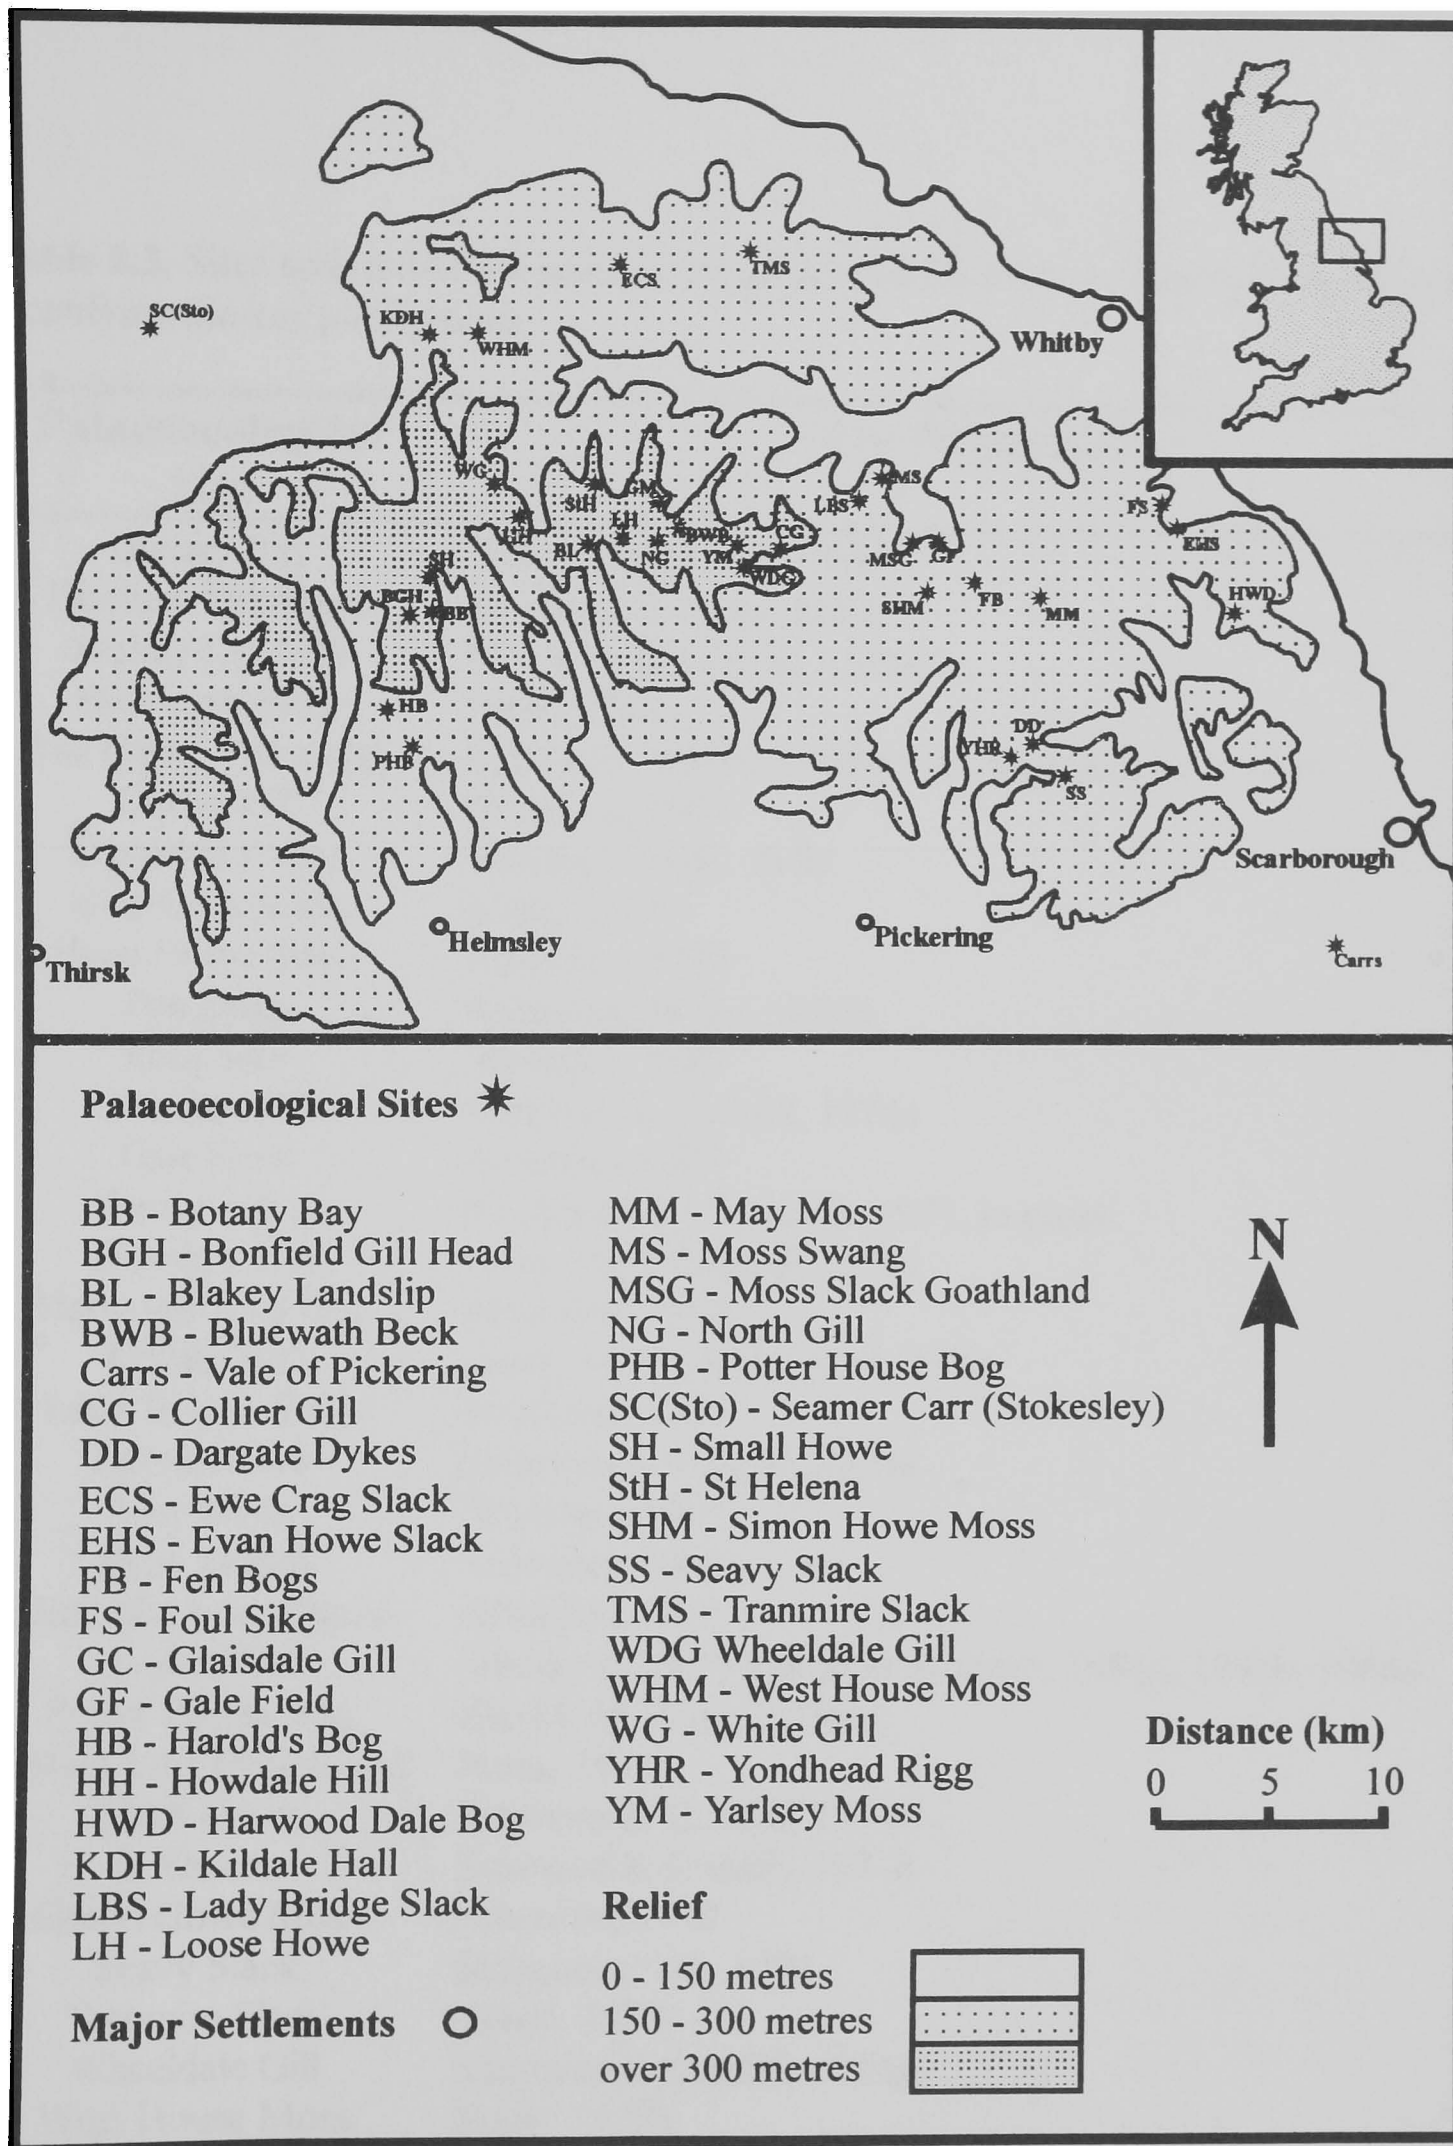 SC(Sto)
KDH
WHM
ECS
TMS
Whitby
WG
HH
StH
GM
LH
BL
NG
BWB
YM
CG
WDG
LBS
MS
MSG
GF
SHM
FB
MM
FS
EHS
HWD
SH
BGH
BB
HB
PHB
YHR
DD
SS
Scarborough
Thirsk
Helmsley
Pickering
Carrs
Palaeoecological Sites
BB - Botany Bay
BGH - Bonfield Gill Head
BL - Blakey Landslip
BWB - Bluewath Beck
Carrs - Vale of Pickering
CG - Collier Gill
DD - Dargate Dykes
ECS - Ewe Crag Slack
EHS - Evan Howe Slack
FB - Fen Bogs
FS - Foul Sike
GC - Glaisdale Gill
GF - Gale Field
HB - Harold's Bog
HH - Howdale Hill
HWD - Harwood Dale Bog
KDH - Kildale Hall
LBS - Lady Bridge Slack
LH - Loose Howe
MM - May Moss
MS - Moss Swang
MSG - Moss Slack Goathland
NG - North Gill
PHB - Potter House Bog
SC(Sto) - Seamer Carr (Stokesley)
SH - Small Howe
StH - St Helena
SHM - Simon Howe Moss
SS - Seavy Slack
TMS - Tranmire Slack
WDG Wheeldale Gill
WHM - West House Moss
WG - White Gill
YHR - Yondhead Rigg
YM - Yarlsey Moss
N
Distance (km)
0 5 10
Major Settlements
Relief
0 - 150 metres
150 - 300 metres
over 300 metres